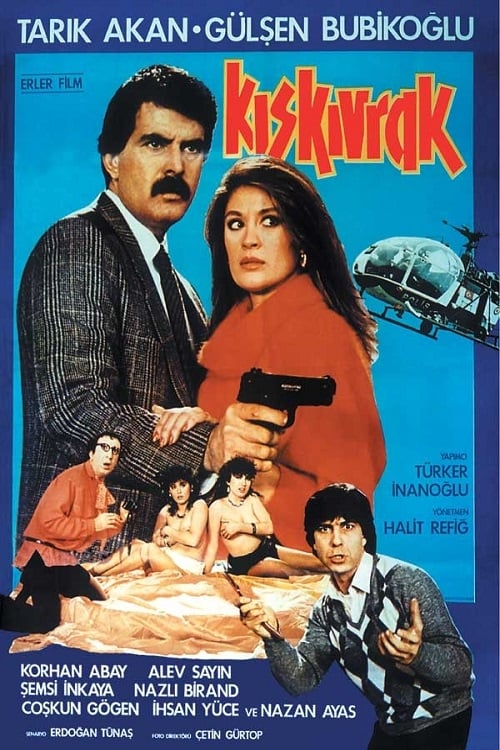 TARIK AKAN · GÜLŞEN BUBİKOĞLU
ERLER FİLM
kıskıvrak
POLİS
YAPIMCI
TÜRKER
İNANOĞLU
YÖNETMEN
HALİT REFİĞ
KORHAN ABAY ALEV SAYIN
ŞEMSİ İNKAYA NAZLI BİRAND
COŞKUN GÖGEN İHSAN YÜCE VE NAZAN AYAS
SENARYO ERDOĞAN TÜNAŞ FOTO DİREKTÖRÜ ÇETİN GÜRTOP